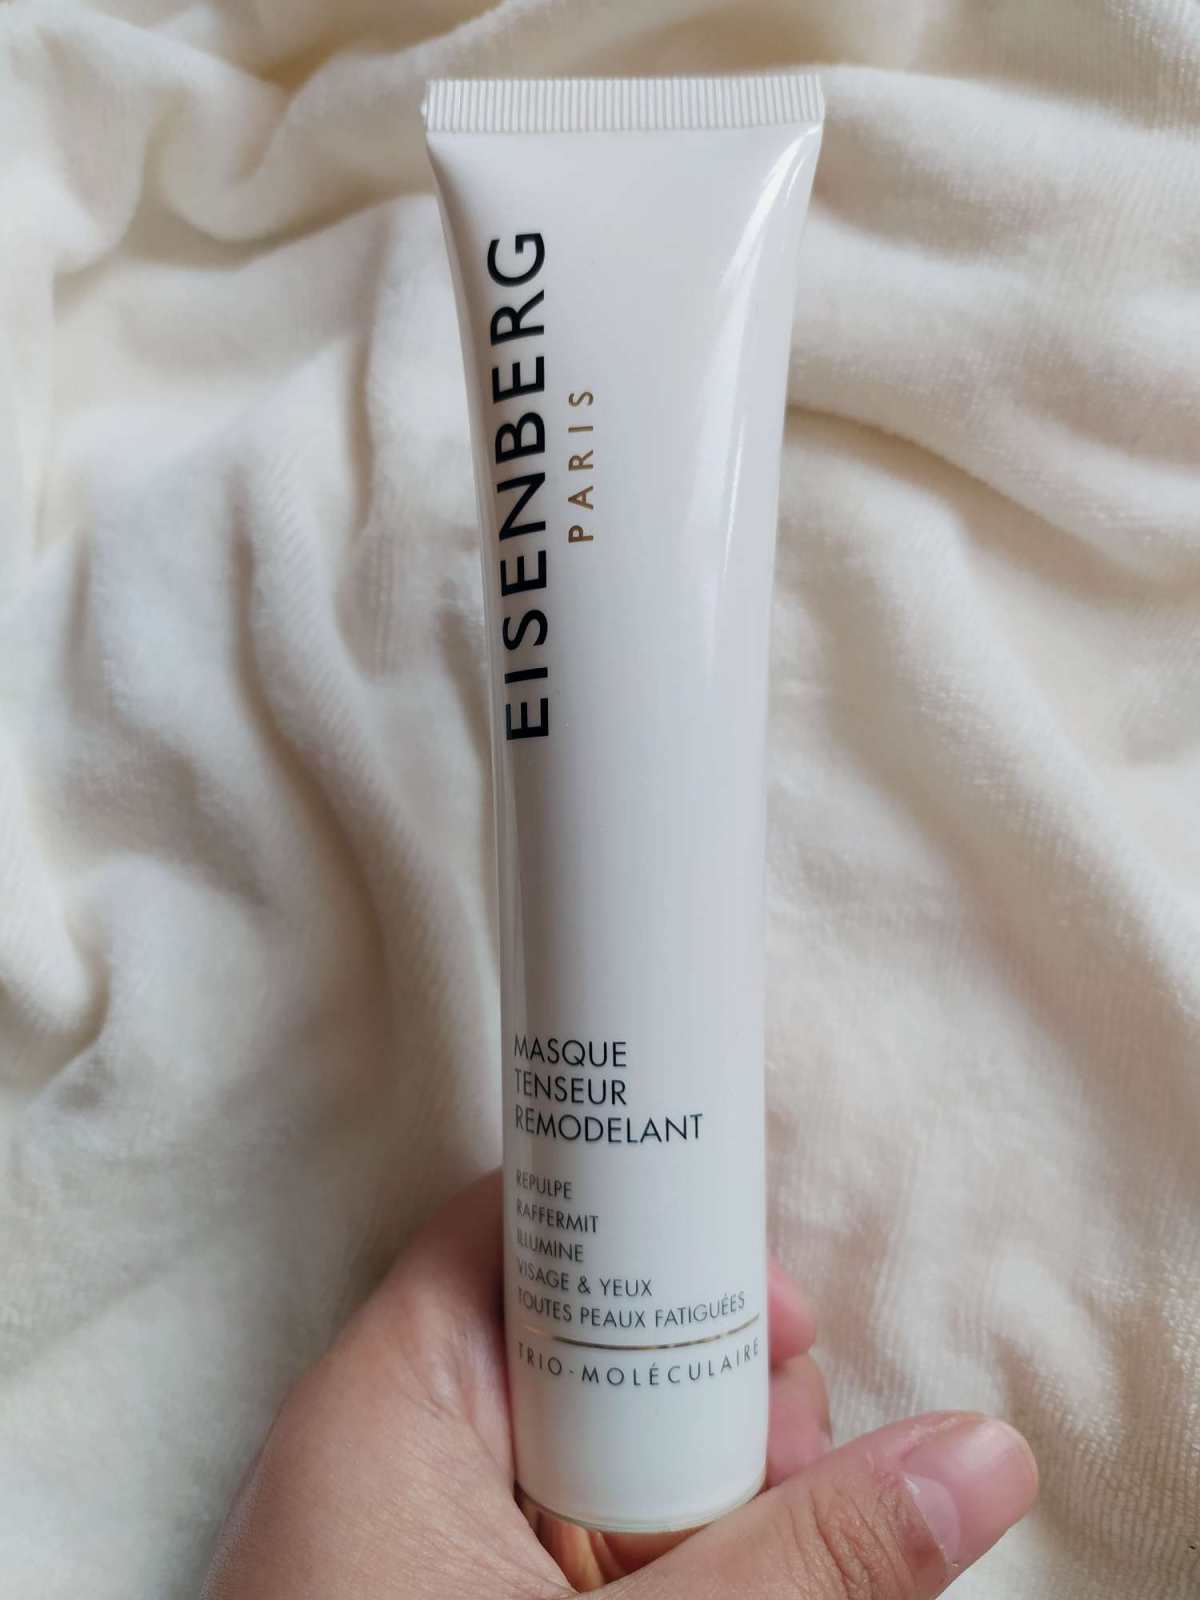 EISENBERG
PARIS
MASQUE
TENSEUR
REMODELANT
REPULPE
RAFFERMIT
ILLUMINE
VISAGE & YEUX
TOUTES PEAUX FATIGUÉES
TRIO-MOLÉCULAIRE